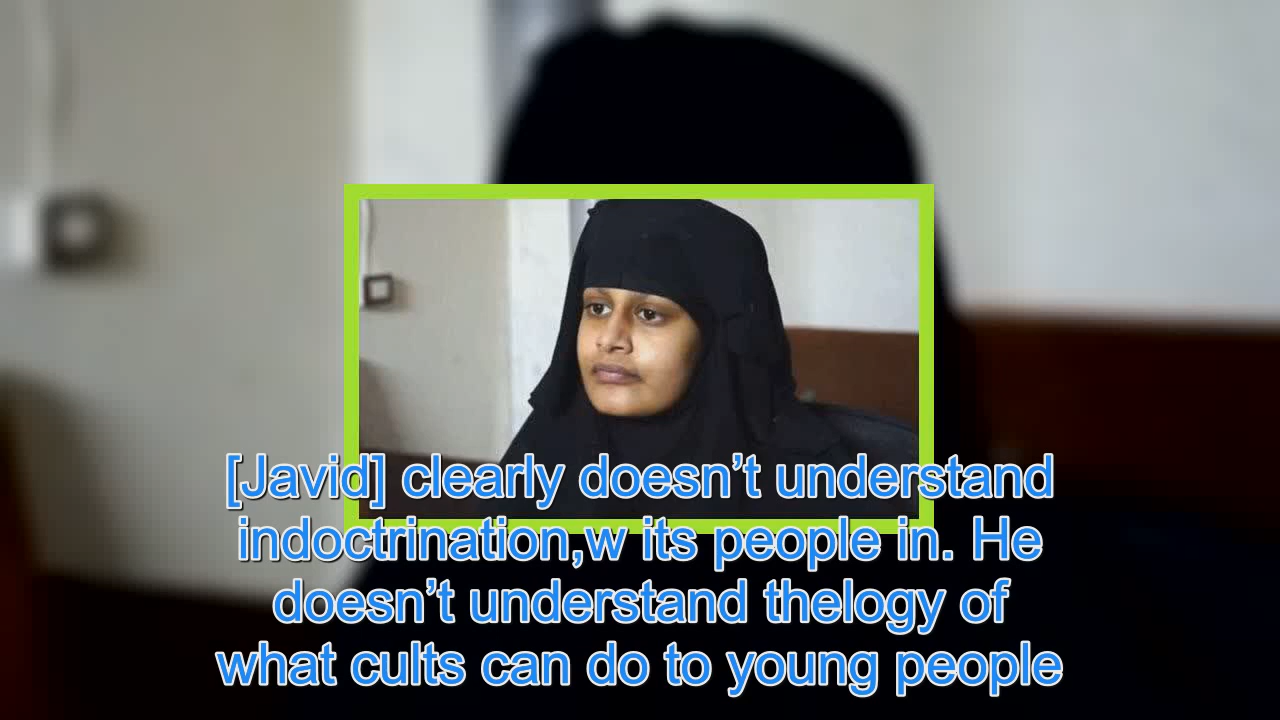 [Javid] clearly doesn’t understand
indoctrination,w its people in. He
doesn’t understand thelogy of
what cults can do to young people